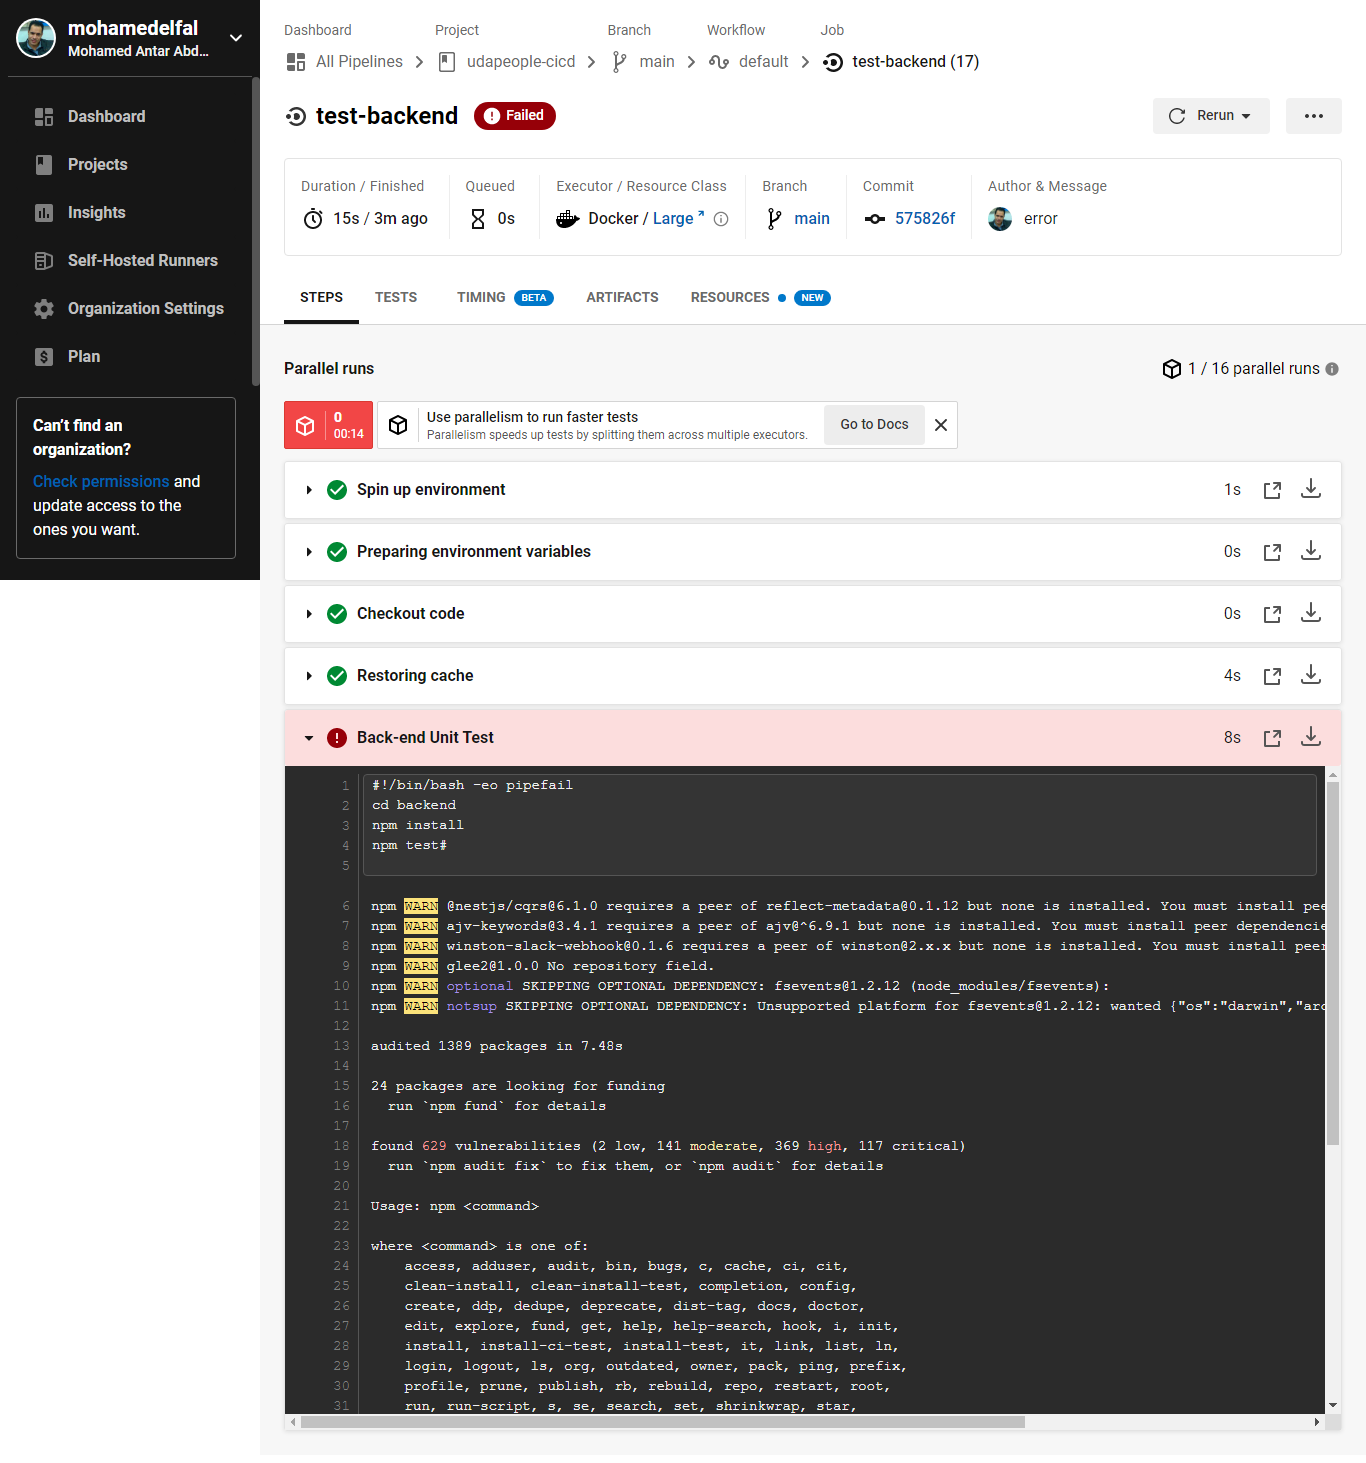 mohamedelfal
Mohamed Antar Abd...
Dashboard
Projects
Insights
Self-Hosted Runners
Organization Settings
Plan
Can't find an
organization?
Check permissions and
update access to the
ones you want.
Dashboard Project Branch Workflow Job
All Pipelines udapeople-cicd main default test-backend (17)
test-backend Failed Rerun
Duration / Finished Queued Executor / Resource Class Branch Commit Author & Message
15s / 3m ago 0s Docker / Large main 575826f error
STEPS TESTS TIMING BETA ARTIFACTS RESOURCES NEW
Parallel runs 1 / 16 parallel runs
0
00:14
Use parallelism to run faster tests
Parallelism speeds up tests by splitting them across multiple executors.
Go to Docs
Spin up environment 1s
Preparing environment variables 0s
Checkout code 0s
Restoring cache 4s
Back-end Unit Test 8s
1 #!/bin/bash -eo pipefail
2 cd backend
3 npm install
4 npm test#
5
6 npm WARN @nestjs/cqrs@6.1.0 requires a peer of reflect-metadata@0.1.12 but none is installed. You must install pee
7 npm WARN ajv-keywords@3.4.1 requires a peer of ajv@^6.9.1 but none is installed. You must install peer dependencie
8 npm WARN winston-slack-webhook@0.1.6 requires a peer of winston@2.x.x but none is installed. You must install peer
9 npm WARN glee2@1.0.0 No repository field.
10 npm WARN optional SKIPPING OPTIONAL DEPENDENCY: fsevents@1.2.12 (node_modules/fsevents):
11 npm WARN notsup SKIPPING OPTIONAL DEPENDENCY: Unsupported platform for fsevents@1.2.12: wanted {"os":"darwin","arc
12
13 audited 1389 packages in 7.48s
14
15 24 packages are looking for funding
16 run `npm fund` for details
17
18 found 629 vulnerabilities (2 low, 141 moderate, 369 high, 117 critical)
19 run `npm audit fix` to fix them, or `npm audit` for details
20
21 Usage: npm <command>
22
23 where <command> is one of:
24 access, adduser, audit, bin, bugs, c, cache, ci, cit,
25 clean-install, clean-install-test, completion, config,
26 create, ddp, dedupe, deprecate, dist-tag, docs, doctor,
27 edit, explore, fund, get, help, help-search, hook, i, init,
28 install, install-ci-test, install-test, it, link, list, ln,
29 login, logout, ls, org, outdated, owner, pack, ping, prefix,
30 profile, prune, publish, rb, rebuild, repo, restart, root,
31 run, run-script, s, se, search, set, shrinkwrap, star,